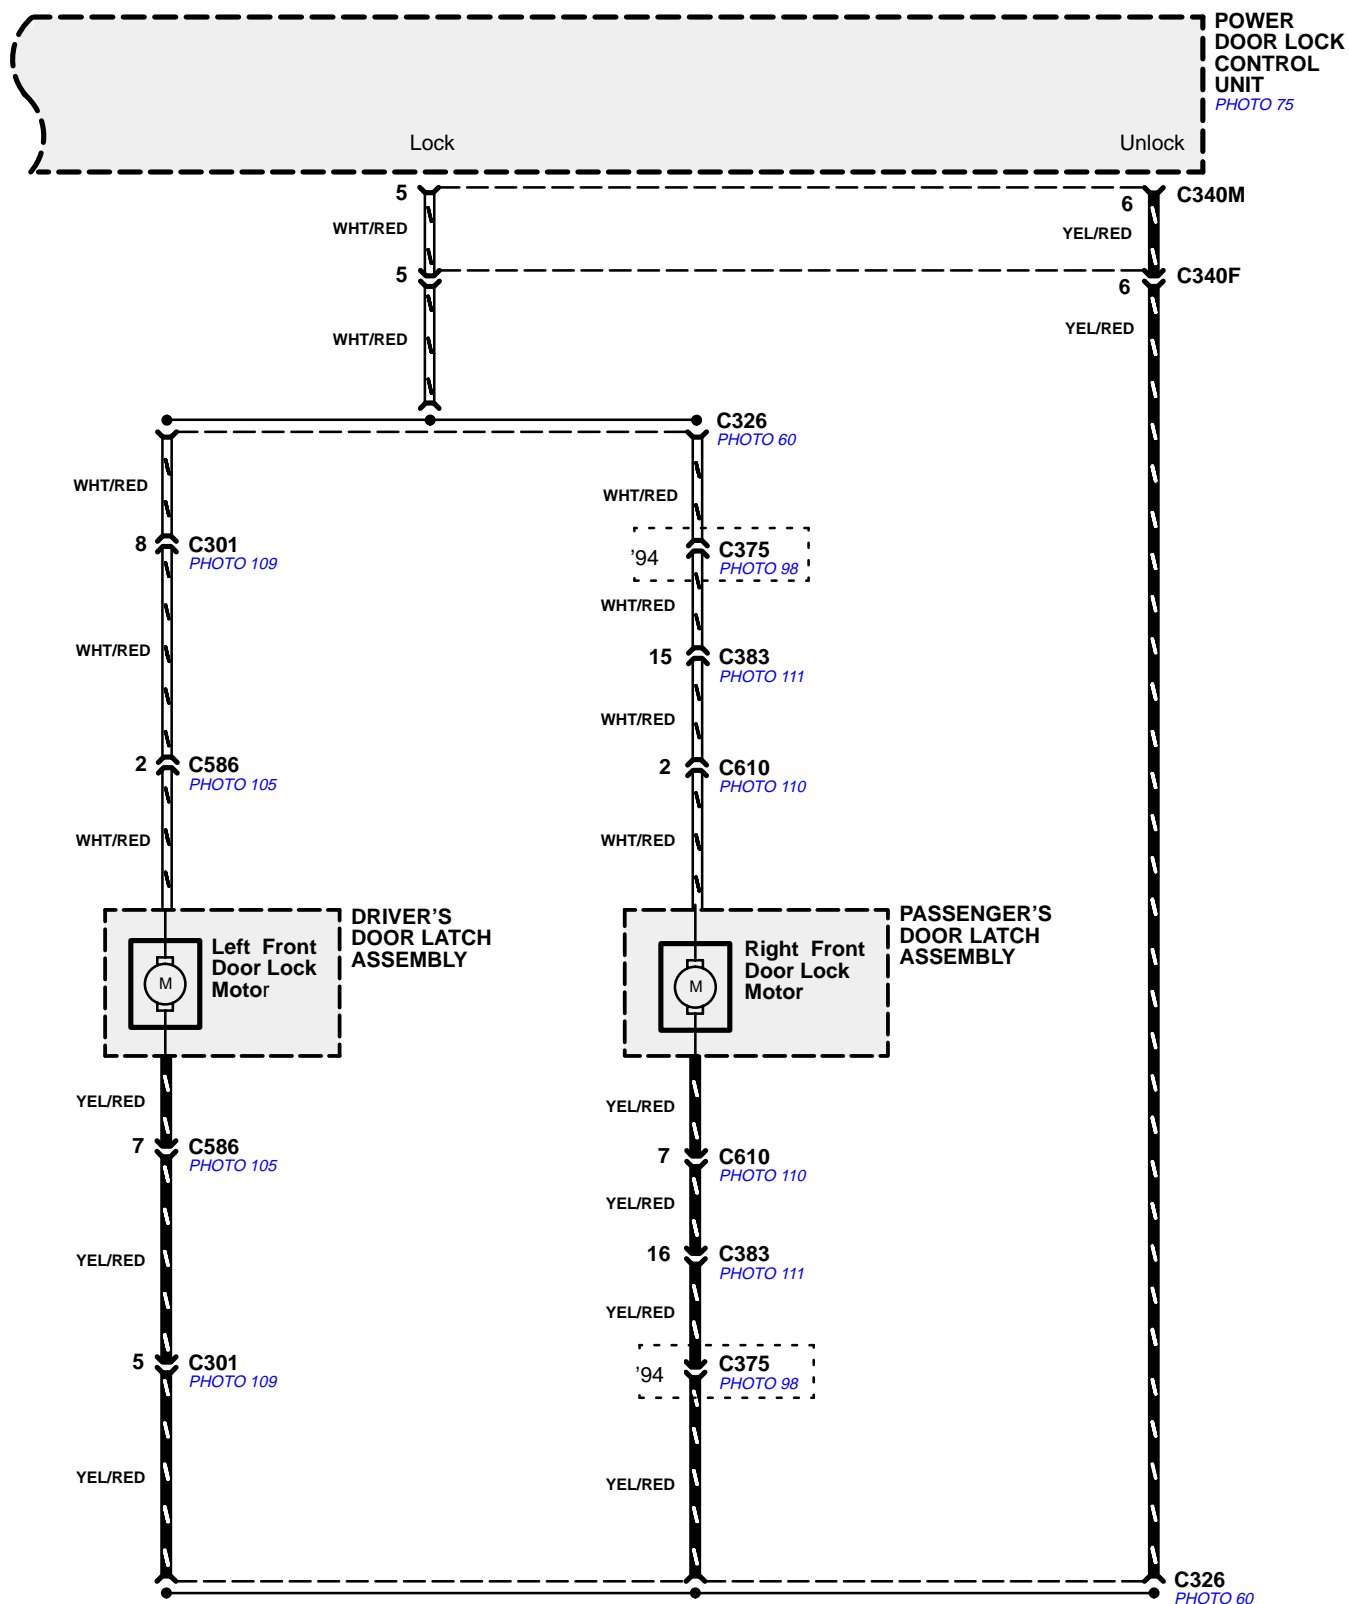 POWER
DOOR LOCK
CONTROL
UNIT
PHOTO 75
Lock
Unlock
5
6
C340M
WHT/RED
YEL/RED
5
6
C340F
WHT/RED
YEL/RED
C326
PHOTO 60
WHT/RED
WHT/RED
8
C301
PHOTO 109
'94
C375
PHOTO 98
WHT/RED
WHT/RED
15
C383
PHOTO 111
WHT/RED
2
C586
PHOTO 105
2
C610
PHOTO 110
WHT/RED
WHT/RED
DRIVER'S
DOOR LATCH
ASSEMBLY
Left Front
Door Lock
Motor
M
PASSENGER'S
DOOR LATCH
ASSEMBLY
Right Front
Door Lock
Motor
M
YEL/RED
YEL/RED
7
C586
PHOTO 105
7
C610
PHOTO 110
YEL/RED
YEL/RED
16
C383
PHOTO 111
YEL/RED
5
C301
PHOTO 109
'94
C375
PHOTO 98
YEL/RED
YEL/RED
C326
PHOTO 60